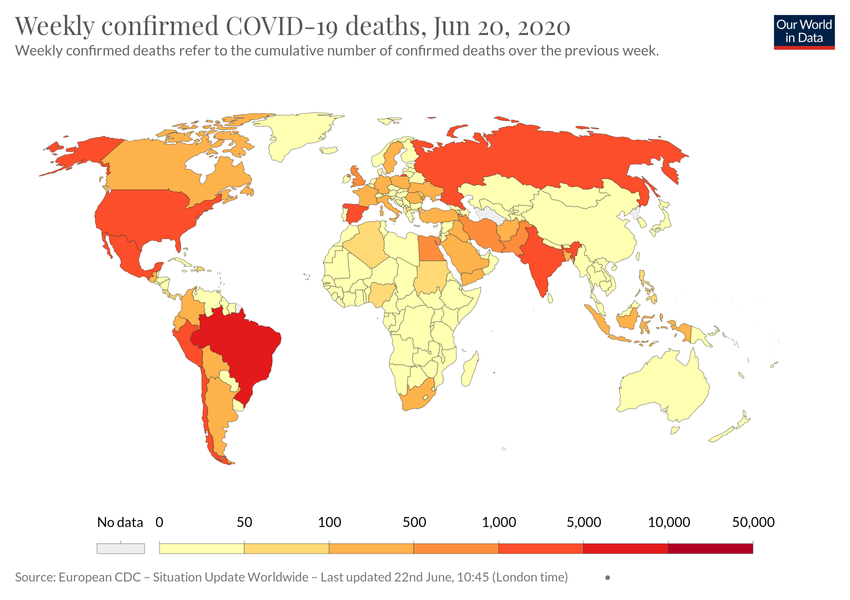 Weekly confirmed COVID-19 deaths, Jun 20, 2020
Weekly confirmed deaths refer to the cumulative number of confirmed deaths over the previous week.
Our World
in Data
No data 0 50 100 500 1,000 5,000 10,000 50,000
Source: European CDC – Situation Update Worldwide – Last updated 22nd June, 10:45 (London time) •